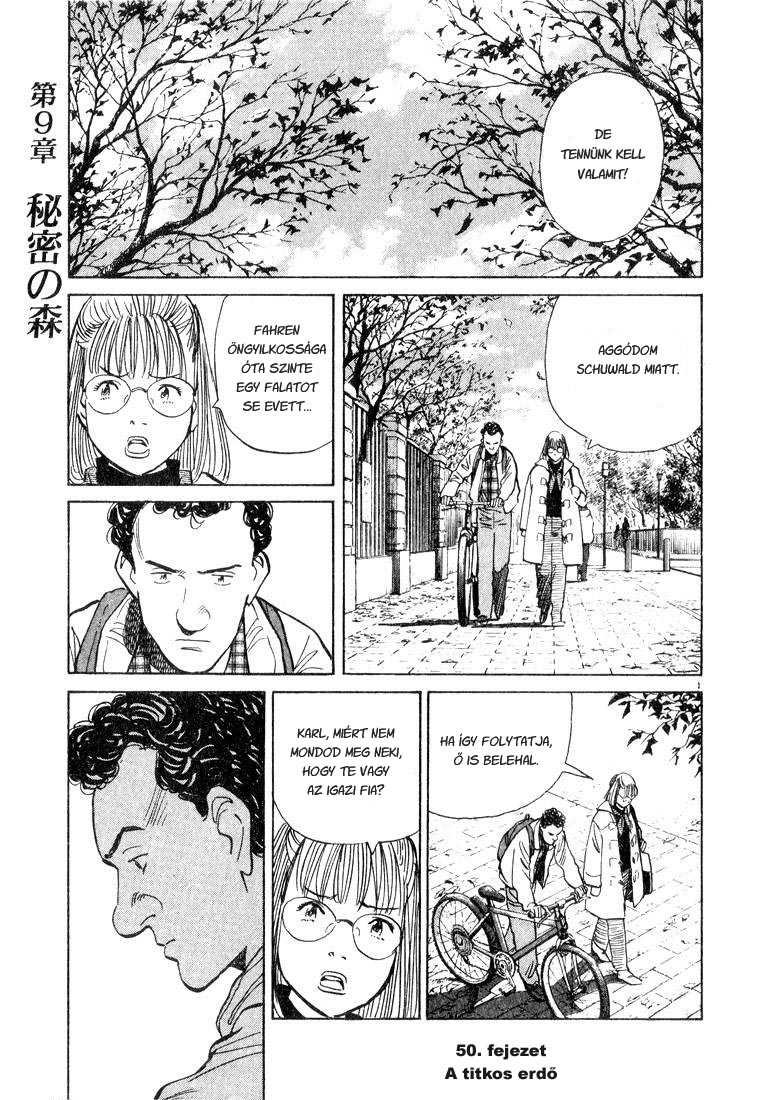 第9章 秘密の森
DE
TENNÜNK KELL
VALAMIT!
AGGÓDOM
SCHUWALD MIATT.
FAHREN
ÖNGYILKOSSÁGA
ÓTA SZINTE
EGY FALATOT
SE EVETT...
1
HA ÍGY FOLYTATJA,
Ő IS BELEHAL.
KARL, MIÉRT NEM
MONDOD MEG NEKI,
HOGY TE VAGY
AZ IGAZI FIA?
50. fejezet
A titkos erdő